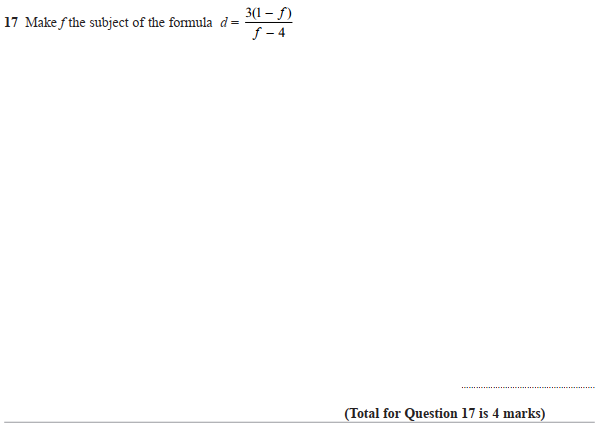 17 Make f the subject of the formula d = 3(1 – f) / f – 4
(Total for Question 17 is 4 marks)